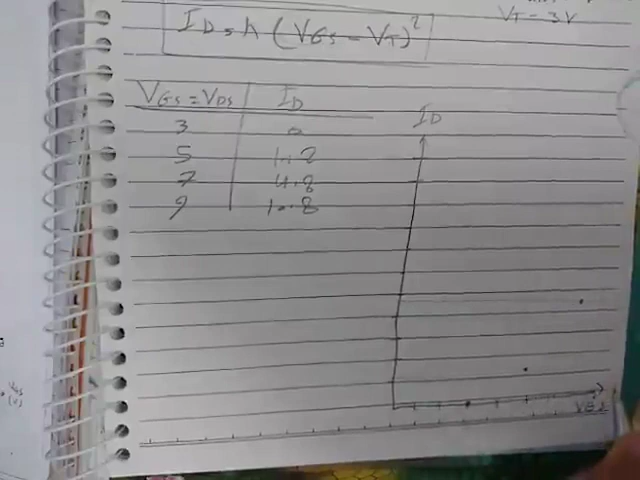 VT = 3V
ID = k (VGS - VT)²
VGS = VDS ID
3 0
5 1.2
7 4.8
9 10.8
ID
VGS